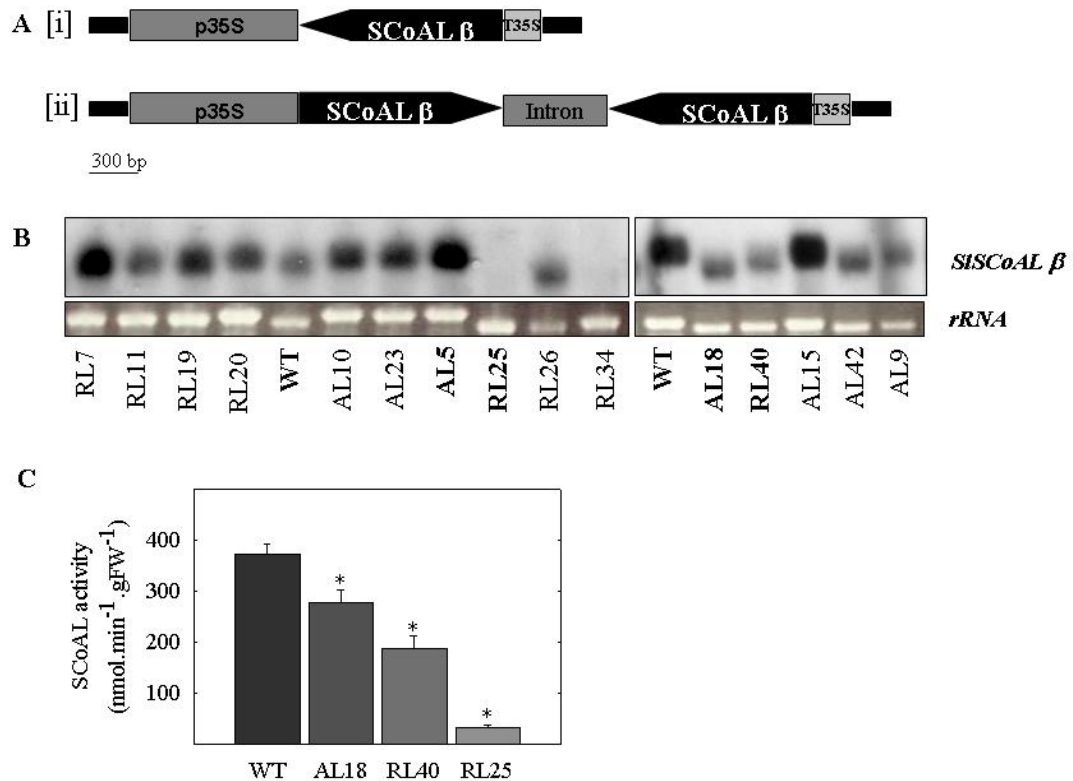 A [i] p35S SCoAL β T35S
[ii] p35S SCoAL β Intron SCoAL β T35S
300 bp
B
SlSCoAL β
rRNA
RL7 RL11 RL19 RL20 WT AL10 AL23 AL5 RL25 RL26 RL34 WT AL18 RL40 AL15 AL42 AL9
C
SCoAL activity
(nmol.min⁻¹.gFW⁻¹)
400
300
200
100
* * *
WT AL18 RL40 RL25